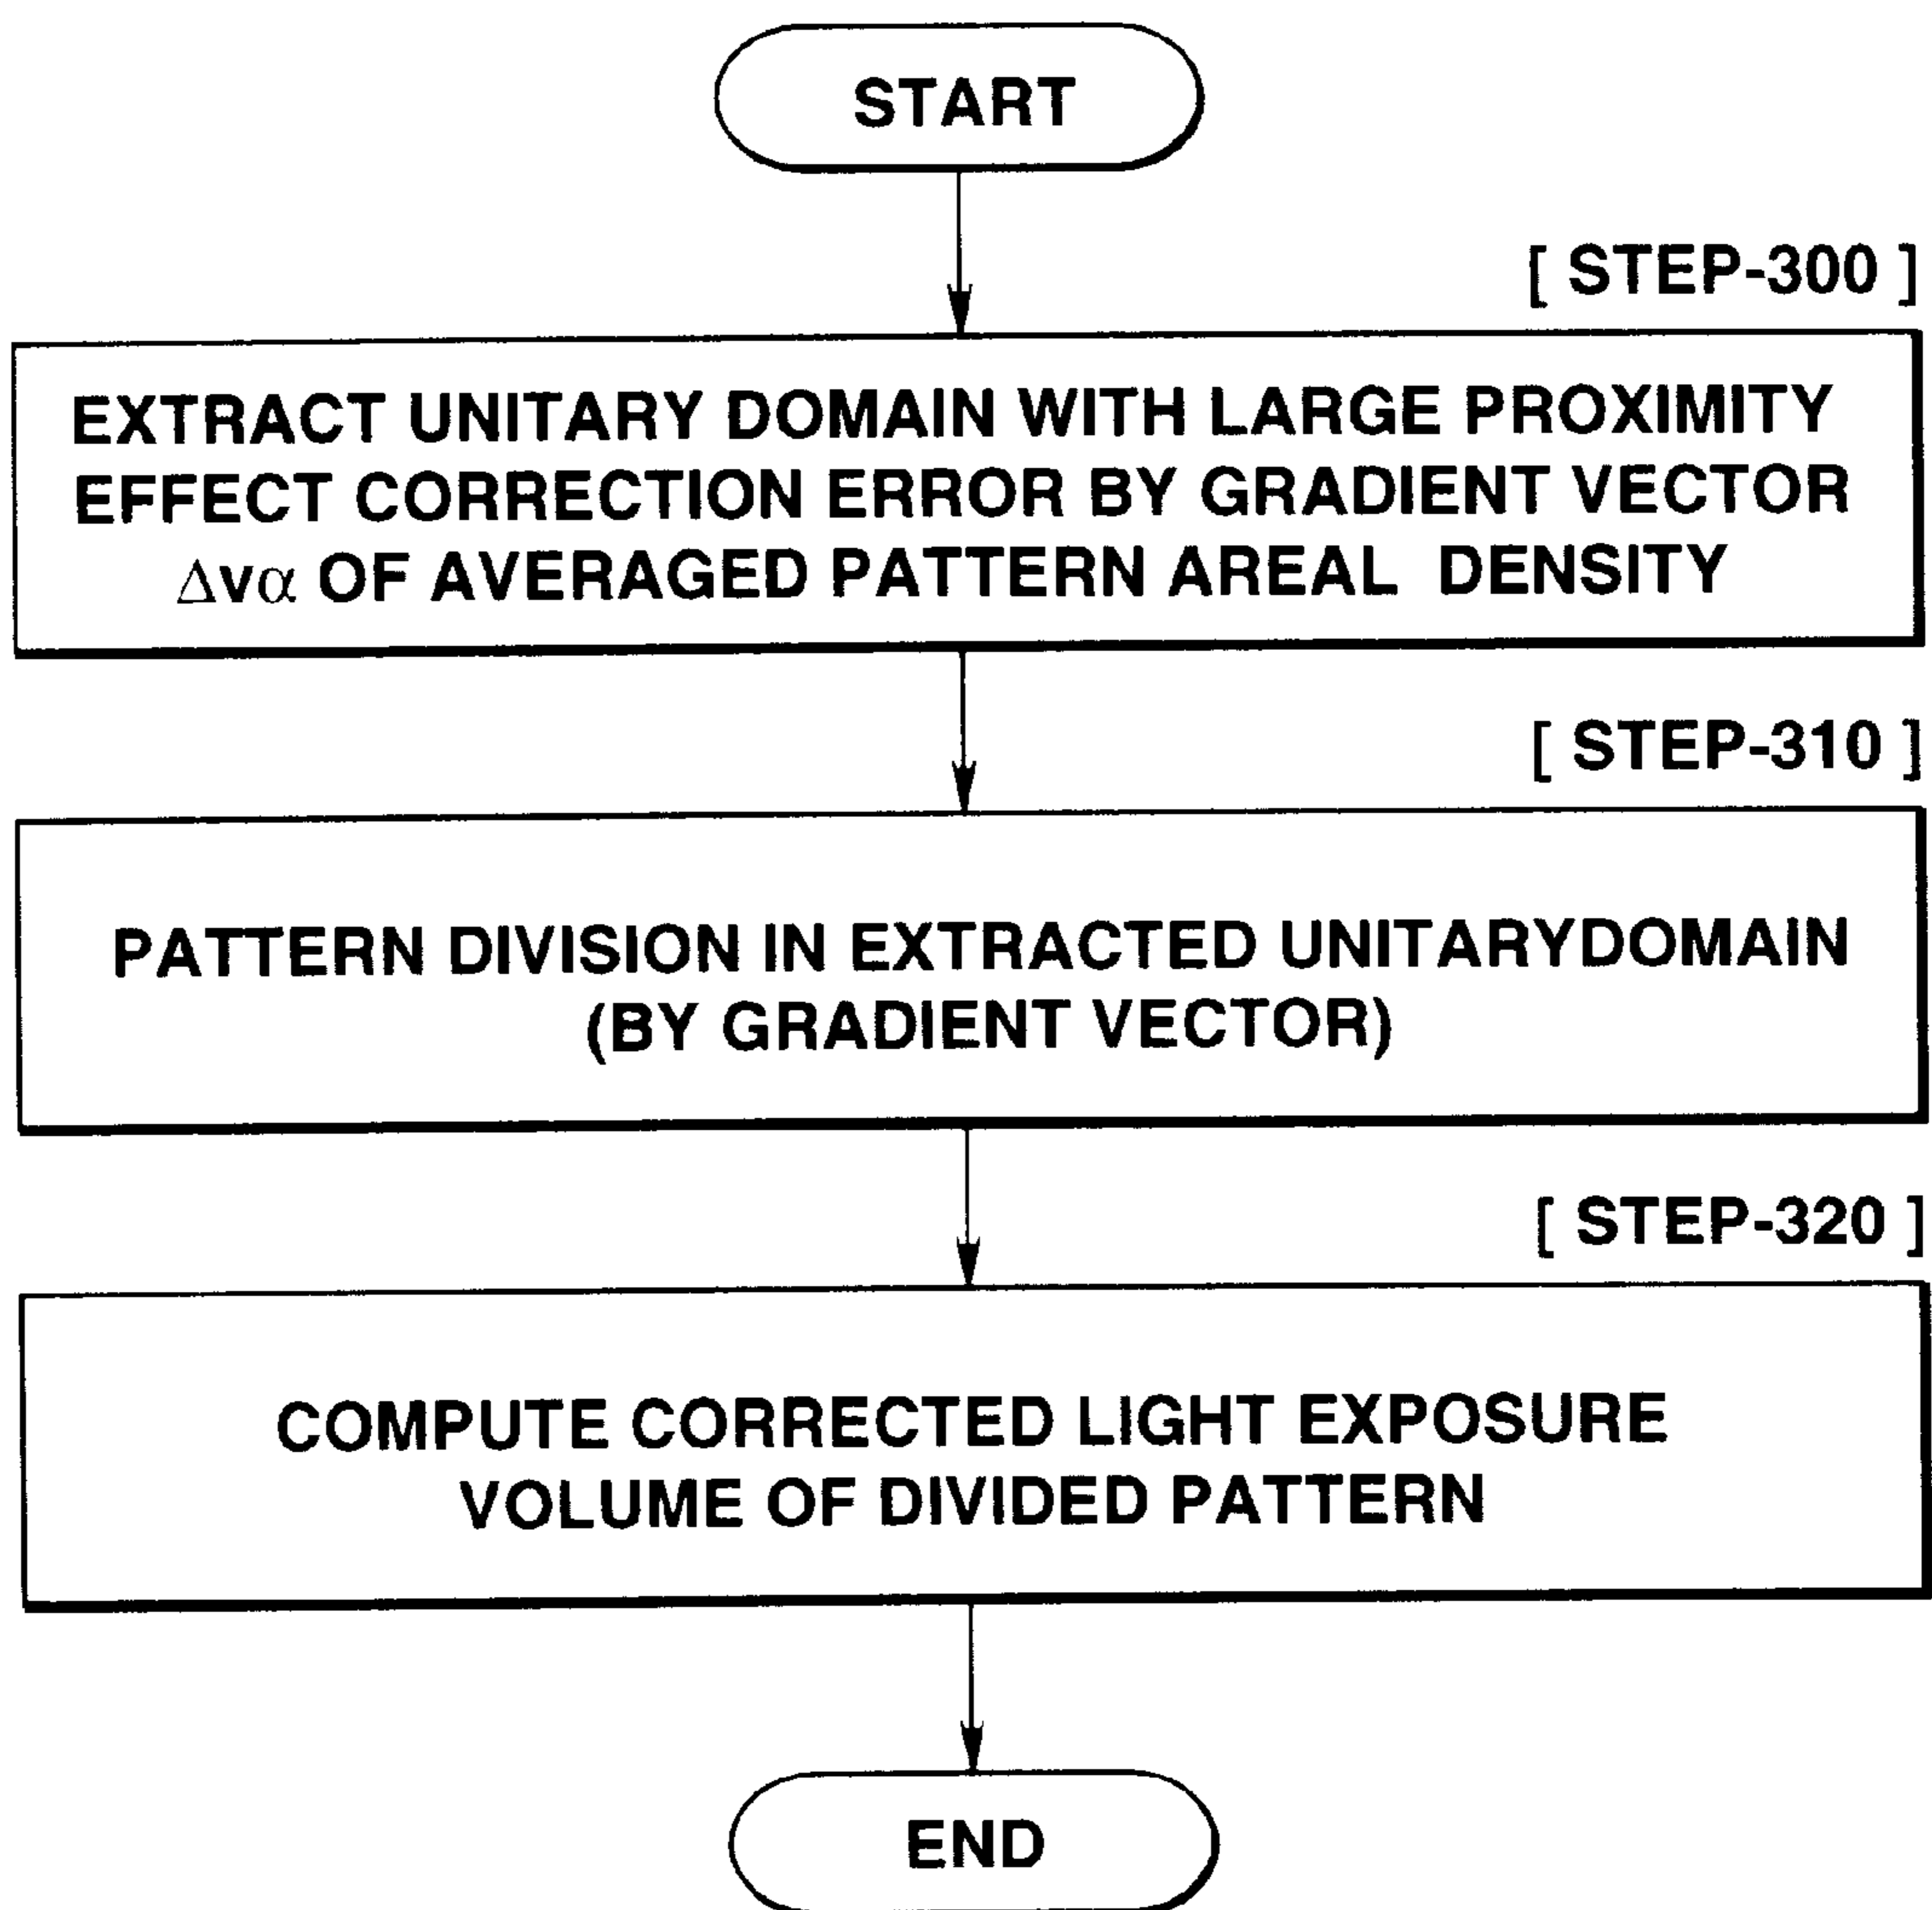 START
[ STEP-300 ]
EXTRACT UNITARY DOMAIN WITH LARGE PROXIMITY
EFFECT CORRECTION ERROR BY GRADIENT VECTOR
Δvα OF AVERAGED PATTERN AREAL DENSITY
[ STEP-310 ]
PATTERN DIVISION IN EXTRACTED UNITARYDOMAIN
(BY GRADIENT VECTOR)
[ STEP-320 ]
COMPUTE CORRECTED LIGHT EXPOSURE
VOLUME OF DIVIDED PATTERN
END